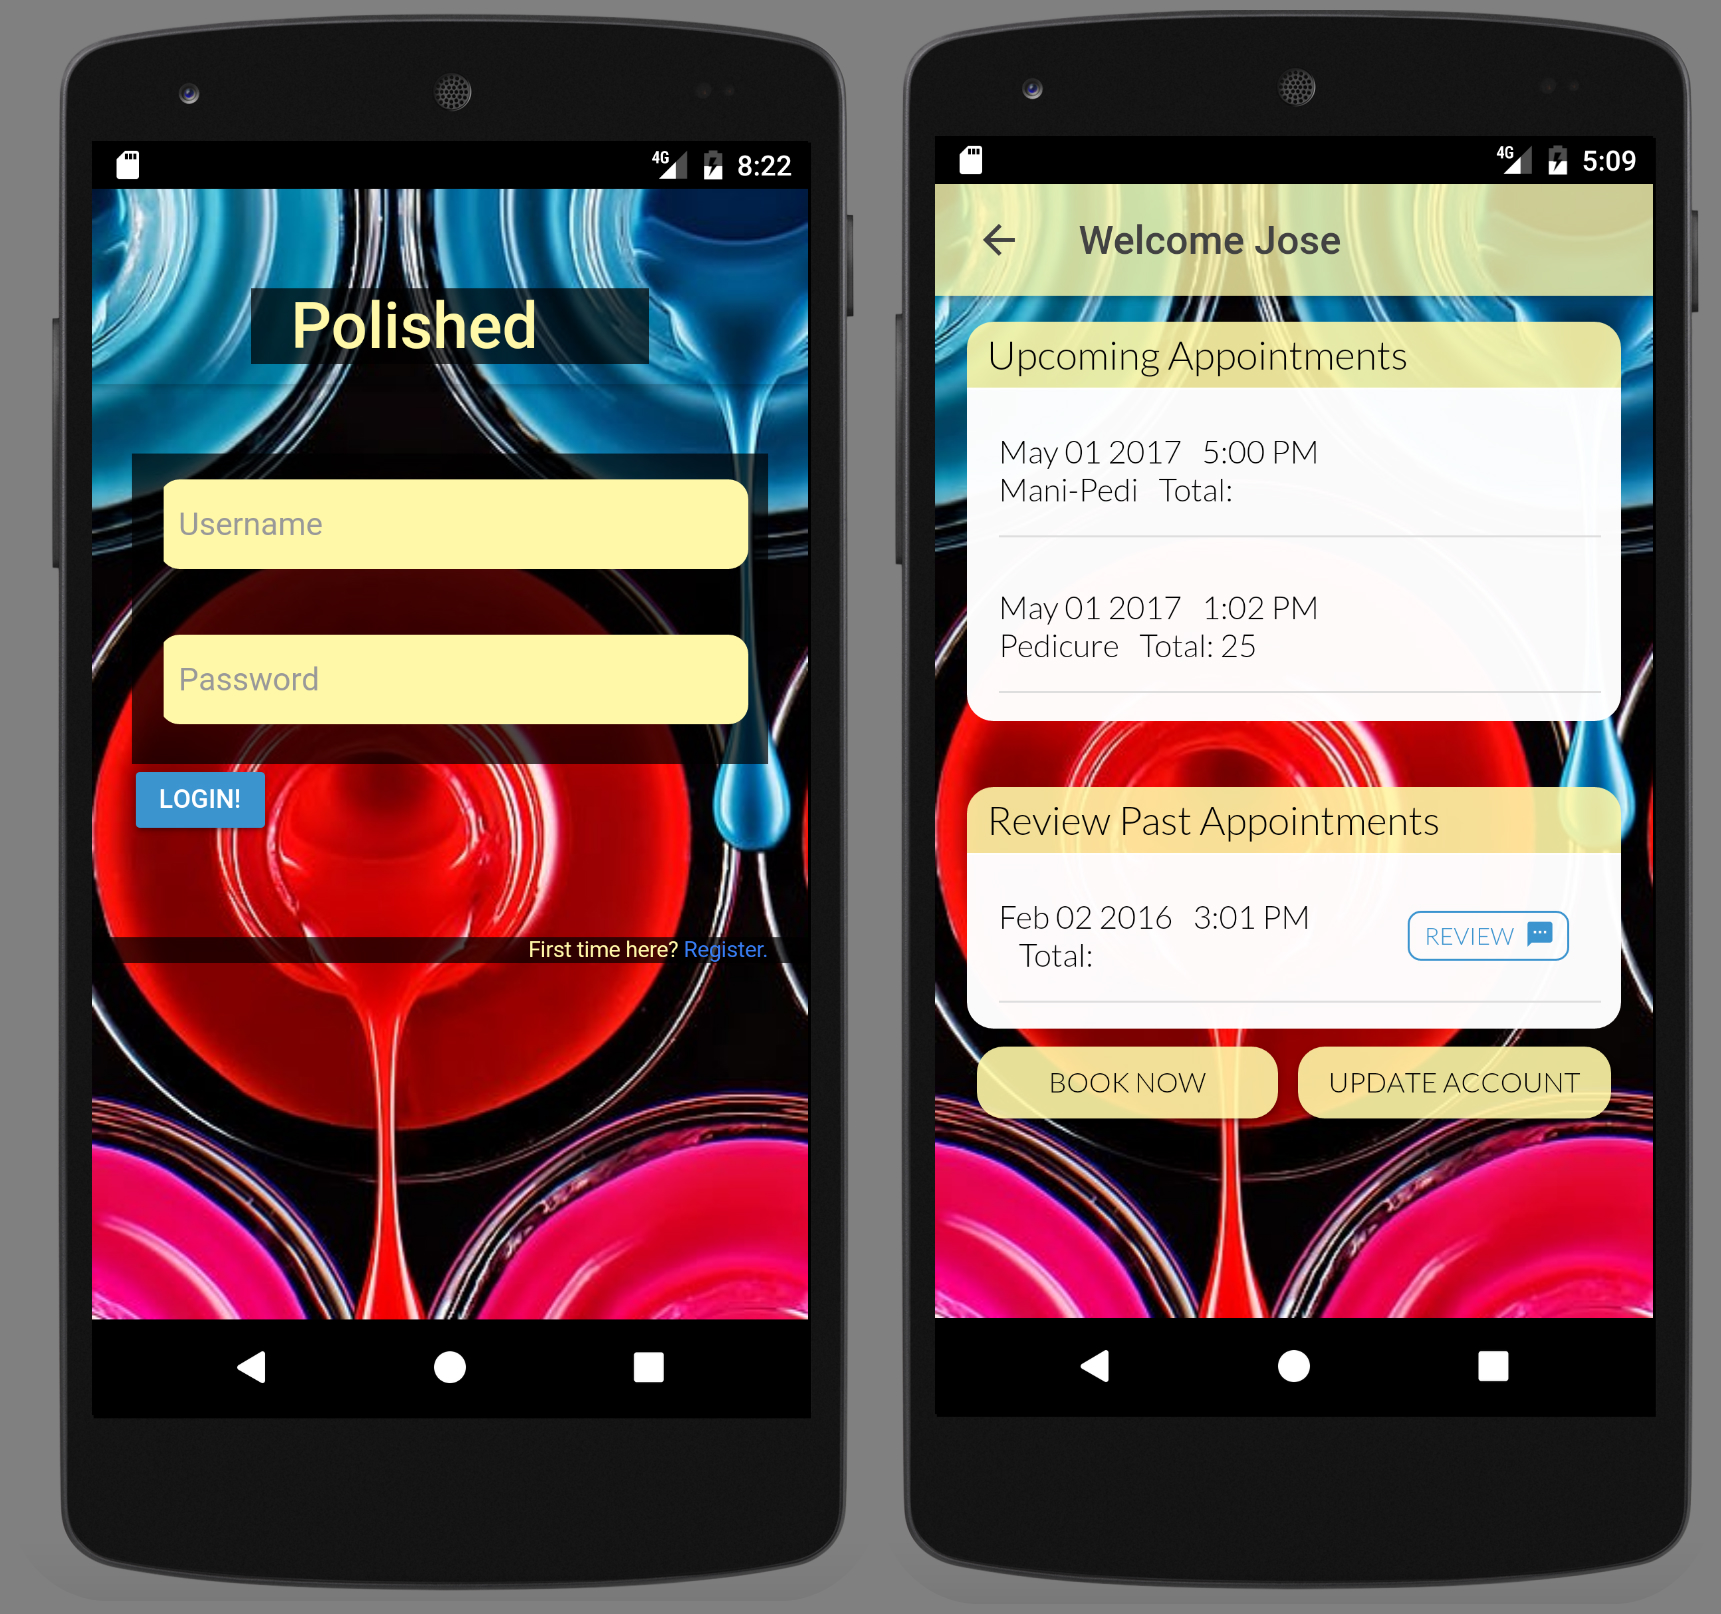 4G 8:22
Polished
Username
Password
LOGIN!
First time here? Register.
4G 5:09
Welcome Jose
Upcoming Appointments
May 01 2017 5:00 PM
Mani-Pedi Total:
May 01 2017 1:02 PM
Pedicure Total: 25
Review Past Appointments
Feb 02 2016 3:01 PM
Total:
REVIEW
BOOK NOW
UPDATE ACCOUNT